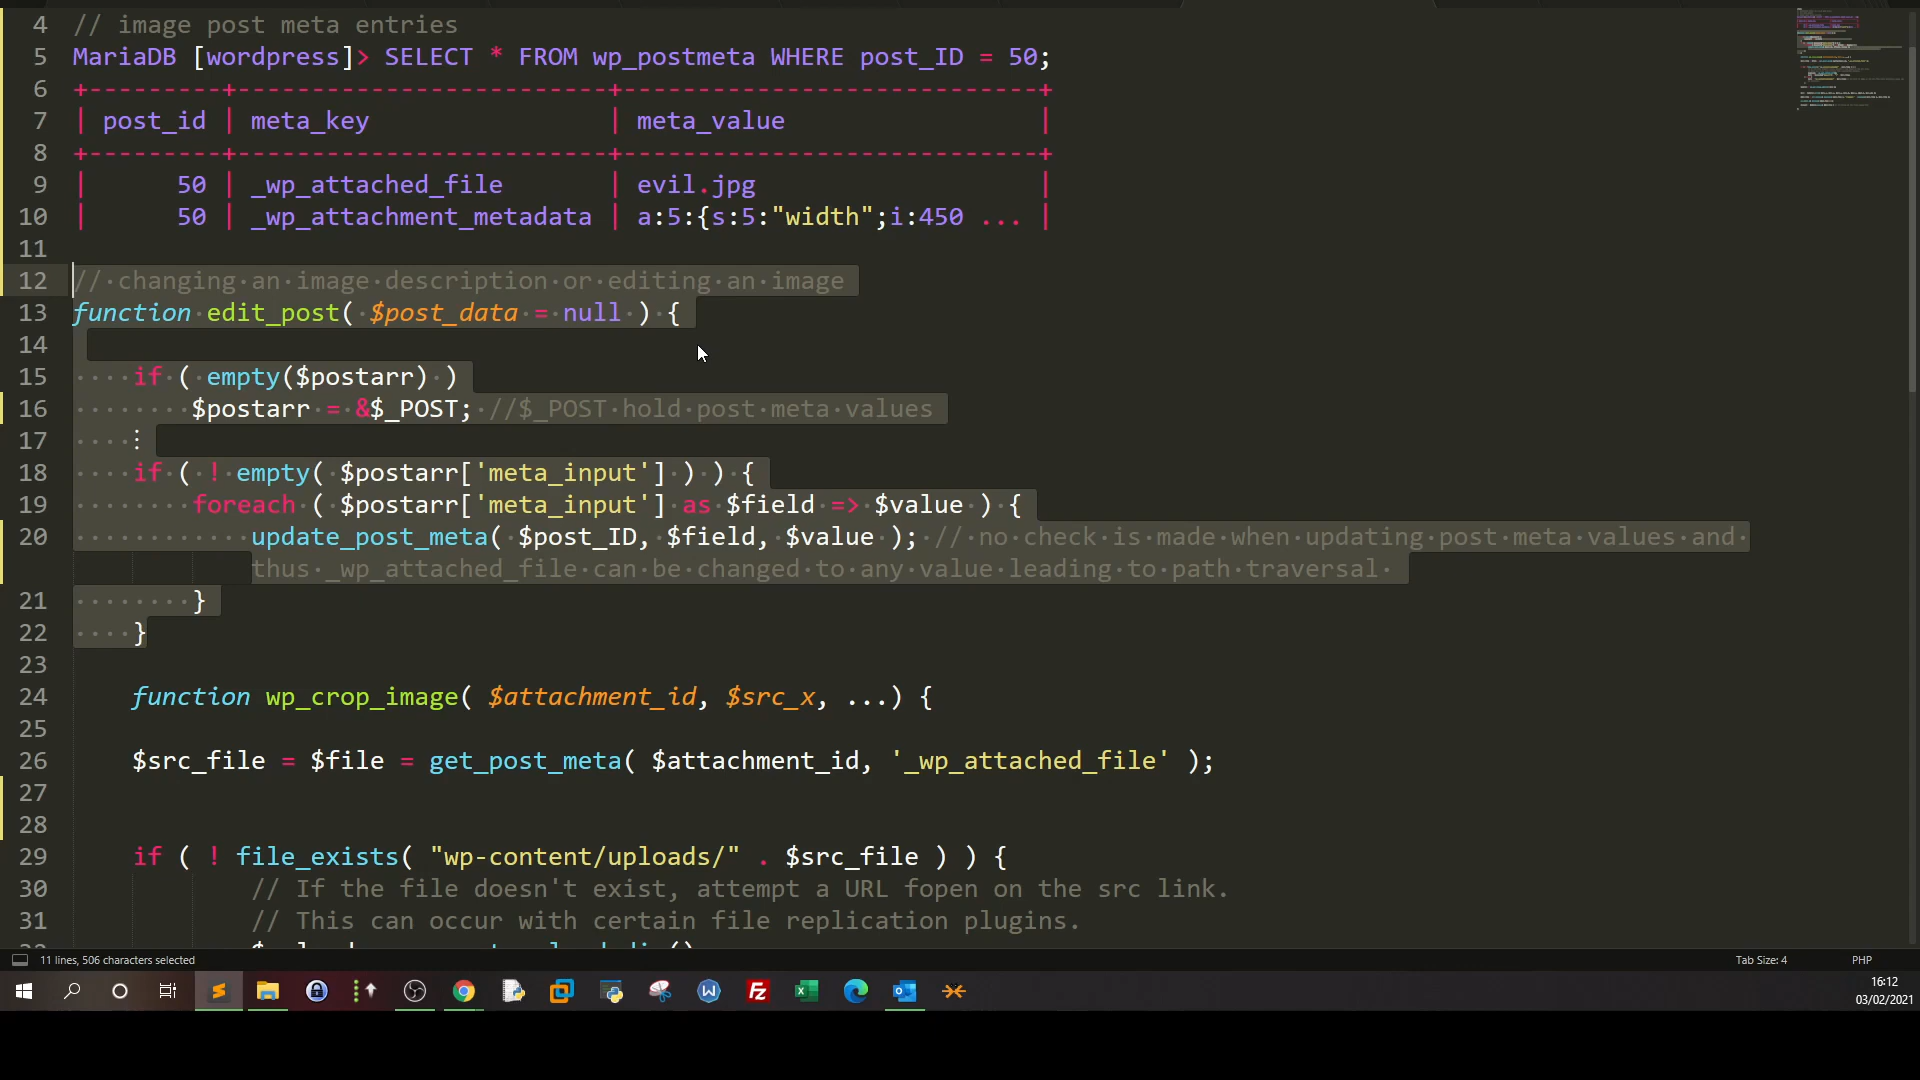 4 // image post meta entries
5 MariaDB [wordpress]> SELECT * FROM wp_postmeta WHERE post_ID = 50;
6 +---------+--------------------------+----------------------------+
7 | post_id | meta_key                 | meta_value                 |
8 +---------+--------------------------+----------------------------+
9 |      50 | _wp_attached_file        | evil.jpg                   |
10 |      50 | _wp_attachment_metadata | a:5:{s:5:"width";i:450 ... |
11
12 // changing an image description or editing an image
13 function edit_post( $post_data = null ) {
14
15     if ( empty($postarr) )
16         $postarr = &$_POST; //$_POST hold post meta values
17     ⋮
18     if ( ! empty( $postarr['meta_input'] ) ) {
19         foreach ( $postarr['meta_input'] as $field => $value ) {
20             update_post_meta( $post_ID, $field, $value ); // no check is made when updating post meta values and
thus _wp_attached_file can be changed to any value leading to path traversal
21         }
22     }
23
24     function wp_crop_image( $attachment_id, $src_x, ...) {
25
26     $src_file = $file = get_post_meta( $attachment_id, '_wp_attached_file' );
27
28
29     if ( ! file_exists( "wp-content/uploads/" . $src_file ) ) {
30             // If the file doesn't exist, attempt a URL fopen on the src link.
31             // This can occur with certain file replication plugins.
11 lines, 506 characters selected
Tab Size: 4
PHP
16:12
03/02/2021